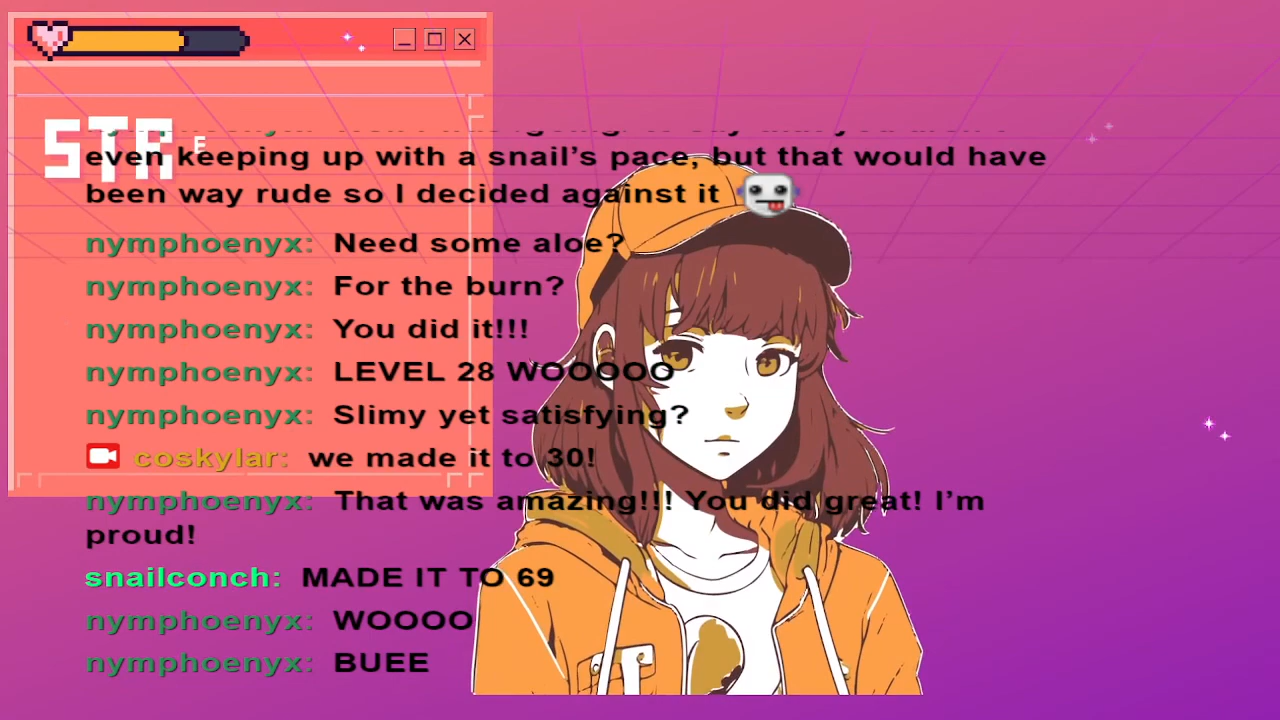 STR E
even keeping up with a snail's pace, but that would have
been way rude so I decided against it
nymphoenyx: Need some aloe?
nymphoenyx: For the burn?
nymphoenyx: You did it!!!
nymphoenyx: LEVEL 28 WOOOOO
nymphoenyx: Slimy yet satisfying?
coskylar: we made it to 30!
nymphoenyx: That was amazing!!! You did great! I'm
proud!
snailconch: MADE IT TO 69
nymphoenyx: WOOOO
nymphoenyx: BUEE